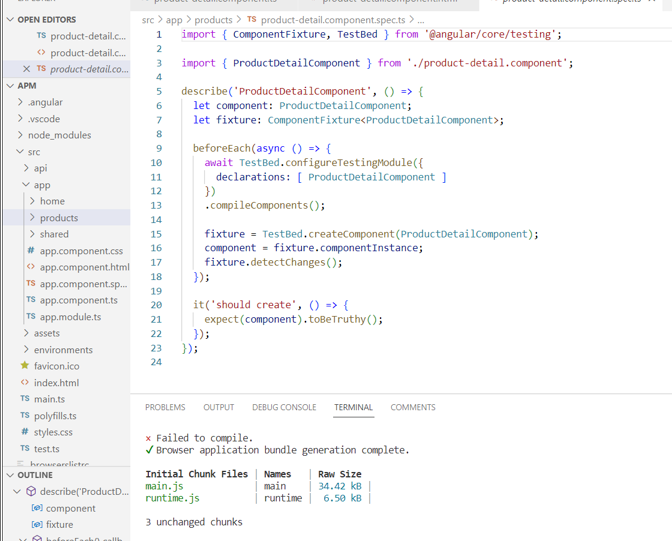 OPEN EDITORS
TS product-detail.c...
<> product-detail.c...
TS product-detail.co...
APM
.angular
.vscode
node_modules
src
api
app
home
products
shared
# app.component.css
<> app.component.html
TS app.component.sp...
TS app.component.ts
TS app.module.ts
assets
environments
favicon.ico
<> index.html
TS main.ts
TS polyfills.ts
# styles.css
TS test.ts
.browserslistrc
OUTLINE
describe('ProductD...
component
fixture
beforeEach() callb...
src > app > products > TS product-detail.component.spec.ts > ...
1 import { ComponentFixture, TestBed } from '@angular/core/testing';
2
3 import { ProductDetailComponent } from './product-detail.component';
4
5 describe('ProductDetailComponent', () => {
6 let component: ProductDetailComponent;
7 let fixture: ComponentFixture<ProductDetailComponent>;
8
9 beforeEach(async () => {
10 await TestBed.configureTestingModule({
11 declarations: [ ProductDetailComponent ]
12 })
13 .compileComponents();
14
15 fixture = TestBed.createComponent(ProductDetailComponent);
16 component = fixture.componentInstance;
17 fixture.detectChanges();
18 });
19
20 it('should create', () => {
21 expect(component).toBeTruthy();
22 });
23 });
24
PROBLEMS OUTPUT DEBUG CONSOLE TERMINAL COMMENTS
x Failed to compile.
✓ Browser application bundle generation complete.
Initial Chunk Files | Names | Raw Size
main.js | main | 34.42 kB |
runtime.js | runtime | 6.50 kB |
3 unchanged chunks